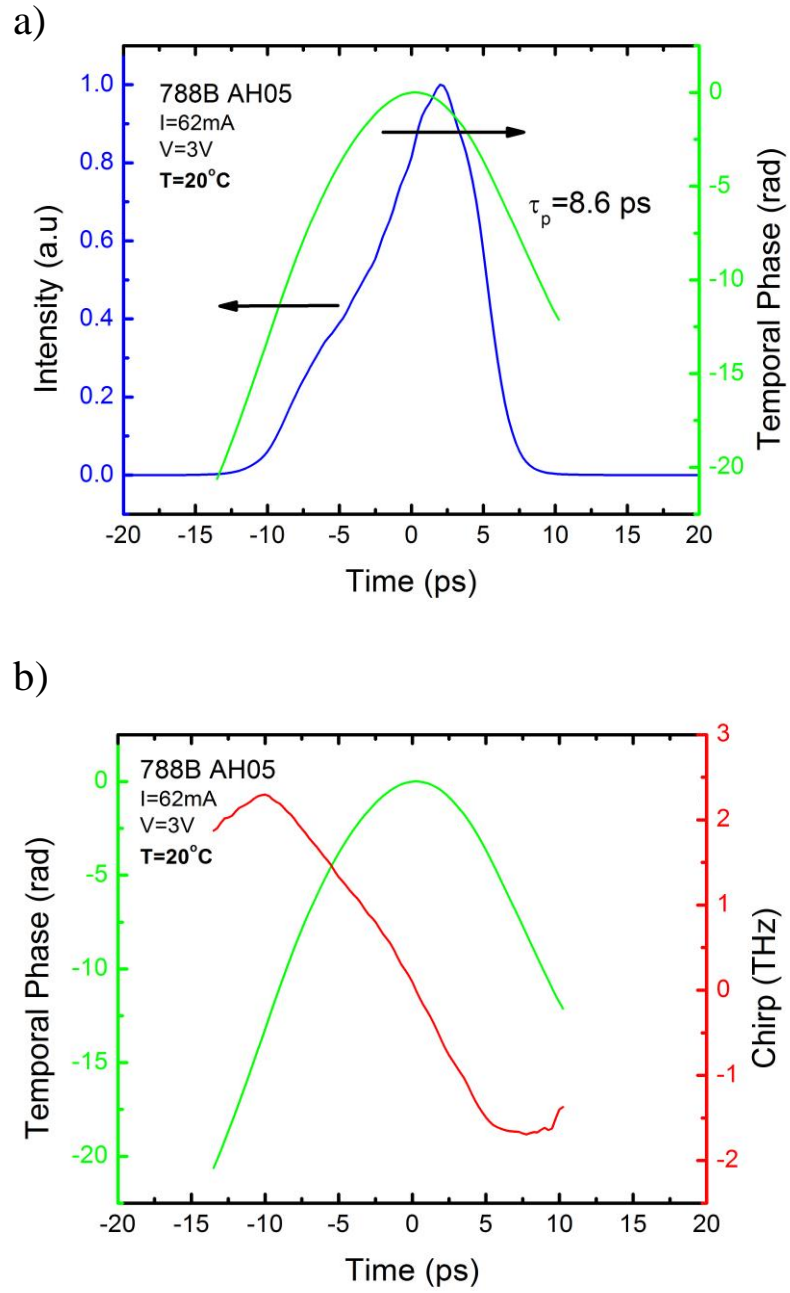 a)
788B AH05
I=62mA
V=3V
T=20°C
τp=8.6 ps
Intensity (a.u)
1.0
0.8
0.6
0.4
0.2
0.0
Temporal Phase (rad)
0
-5
-10
-15
-20
-20 -15 -10 -5 0 5 10 15 20
Time (ps)
b)
788B AH05
I=62mA
V=3V
T=20°C
Temporal Phase (rad)
0
-5
-10
-15
-20
Chirp (THz)
3
2
1
0
-1
-2
-20 -15 -10 -5 0 5 10 15 20
Time (ps)